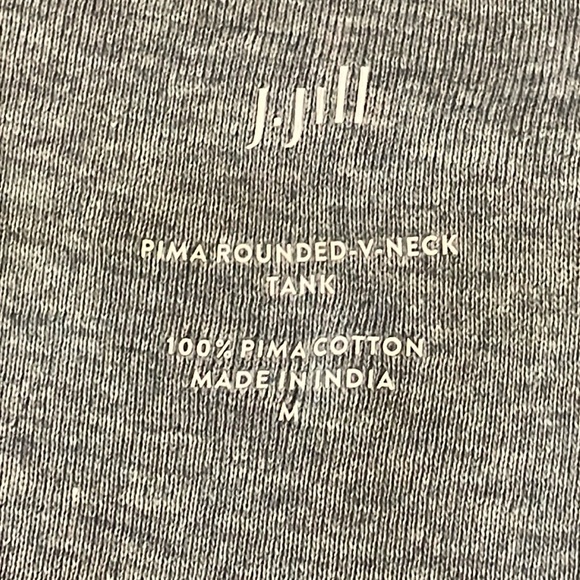 J.Jill
PIMA ROUNDED-V-NECK
TANK
100% PIMA COTTON
MADE IN INDIA
M